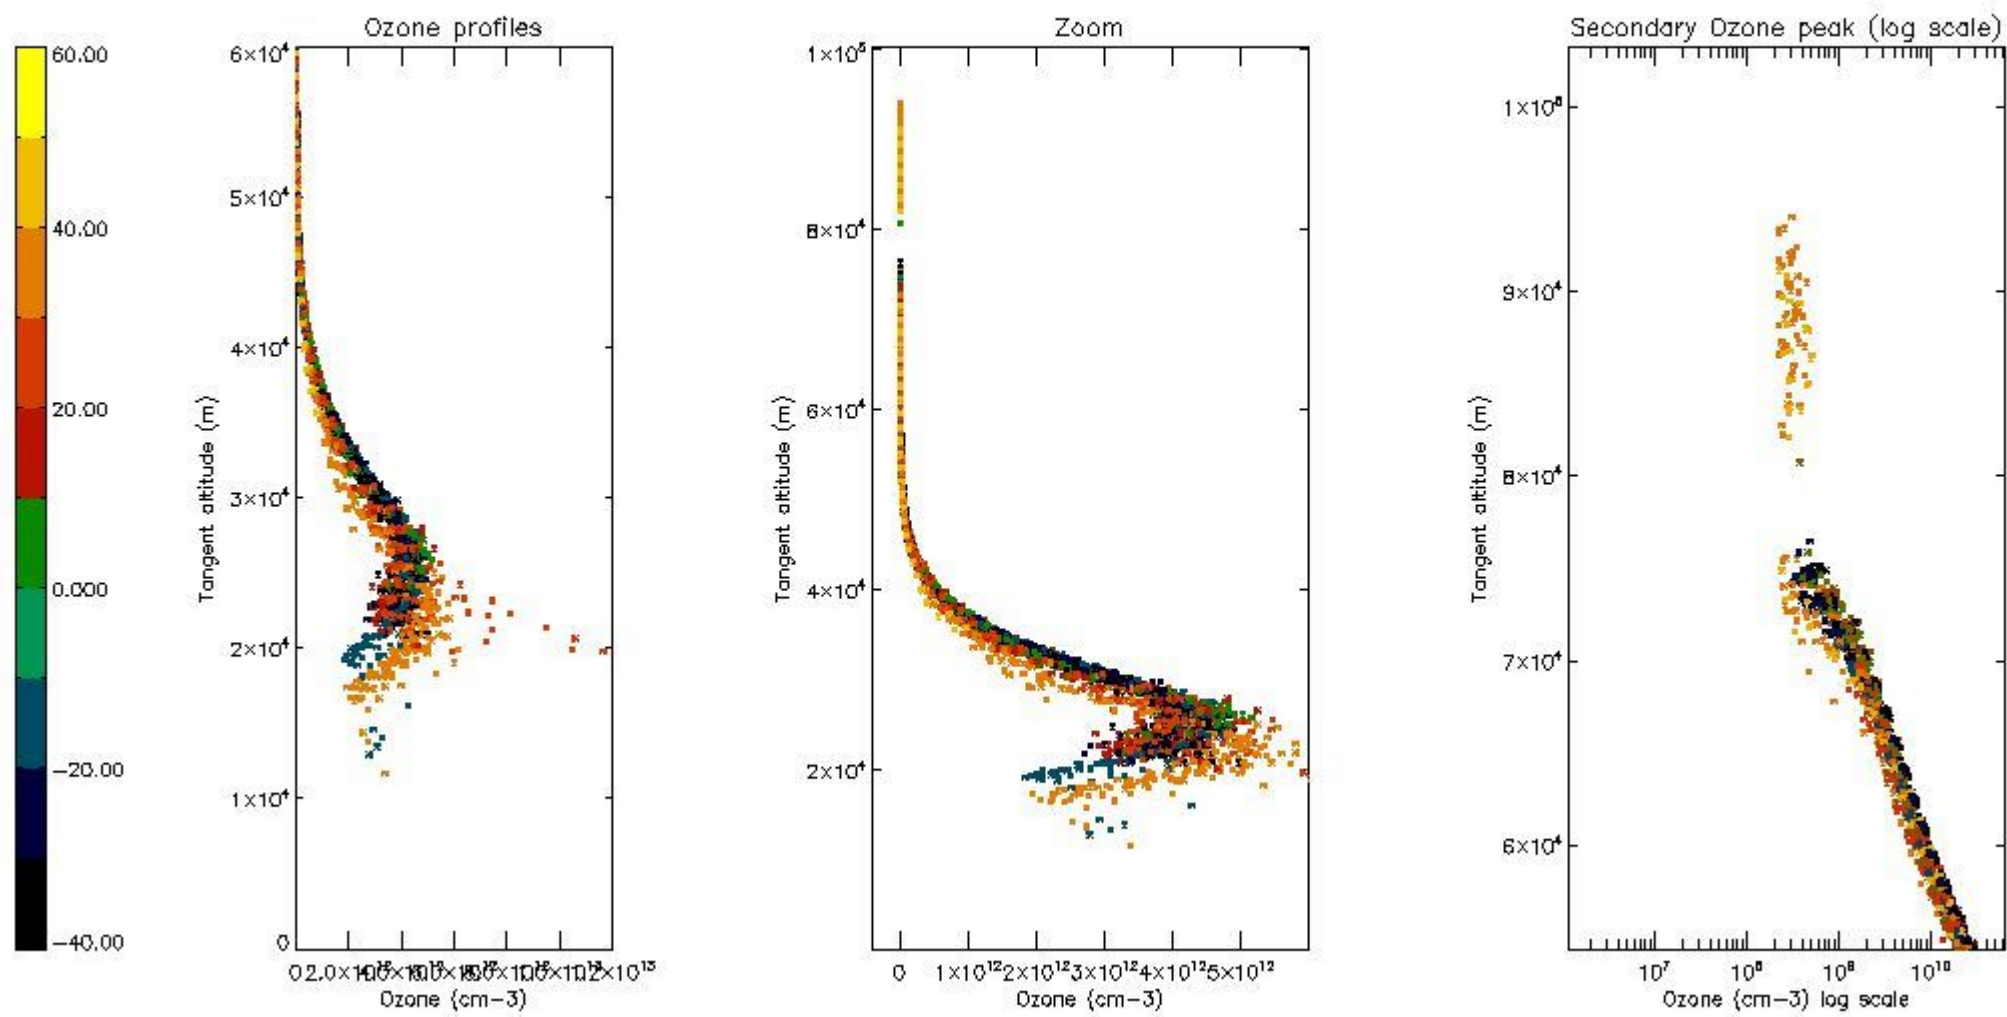 Ozone profiles
Zoom
Secondary Ozone peak (log scale)
60.00
40.00
20.00
0.000
−20.00
−40.00
6×10⁴
5×10⁴
4×10⁴
3×10⁴
2×10⁴
1×10⁴
0
Tangent altitude (m)
Ozone (cm−3)
1×10⁵
8×10⁴
6×10⁴
4×10⁴
2×10⁴
Tangent altitude (m)
0 1×10¹² 2×10¹² 3×10¹² 4×10¹² 5×10¹²
Ozone (cm−3)
1×10⁵
9×10⁴
8×10⁴
7×10⁴
6×10⁴
Tangent altitude (m)
10⁷ 10⁸ 10⁹ 10¹⁰
Ozone (cm−3) log scale